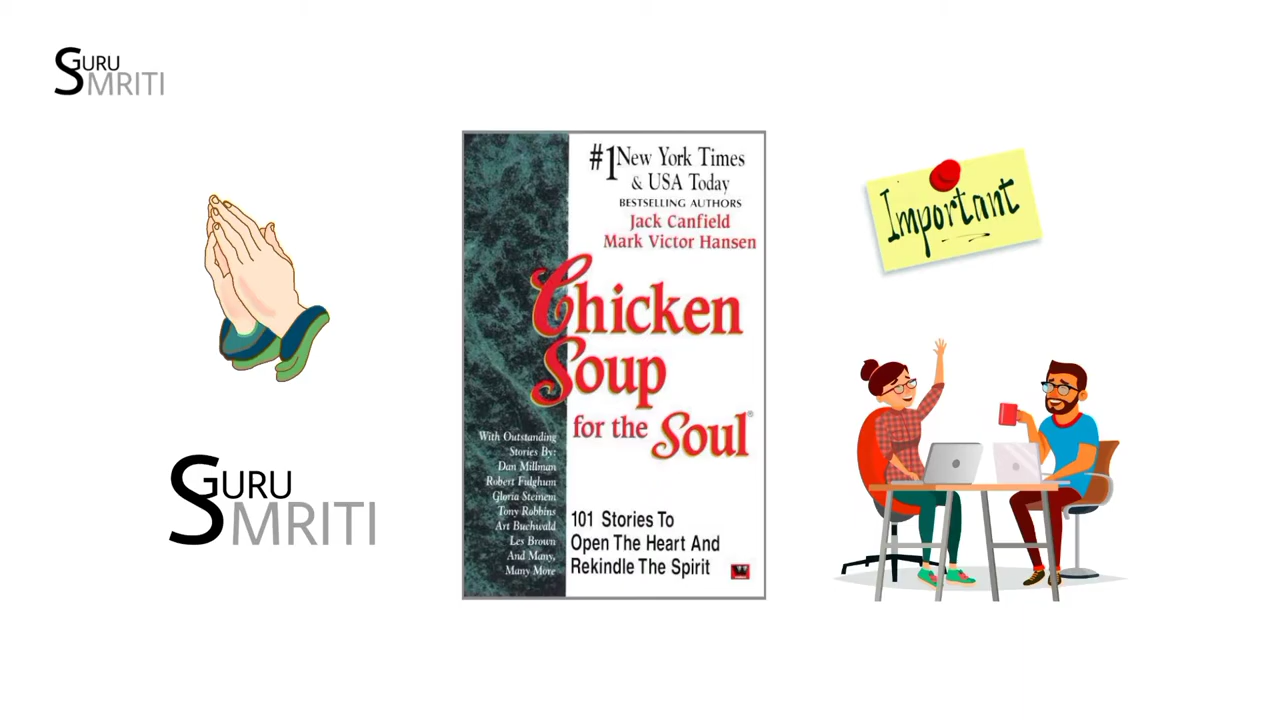 GURU
SMRITI
GURU
SMRITI
#1 New York Times
& USA Today
BESTSELLING AUTHORS
Jack Canfield
Mark Victor Hansen
Chicken
Soup
for the Soul®
With Outstanding
Stories By:
Dan Millman
Robert Fulghum
Gloria Steinem
Tony Robbins
Art Buchwald
Les Brown
And Many,
Many More
101 Stories To
Open The Heart And
Rekindle The Spirit
Important